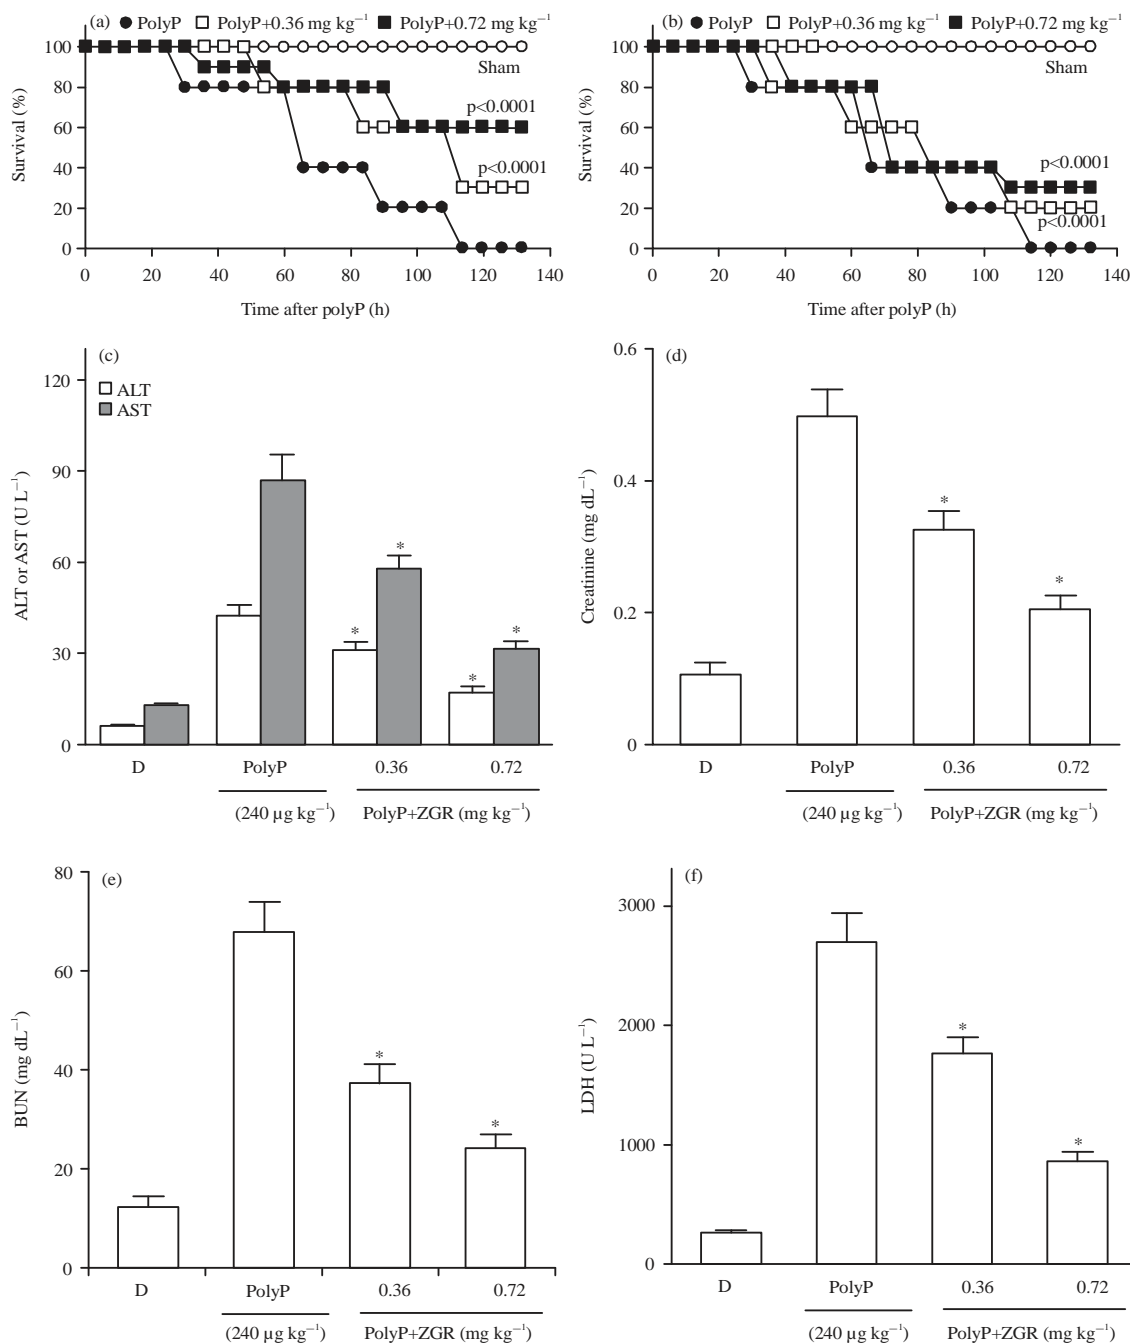 (a) PolyP PolyP+0.36 mg kg⁻¹ PolyP+0.72 mg kg⁻¹
100
80
60
40
20
0
Survival (%)
Sham
p<0.0001
p<0.0001
0 20 40 60 80 100 120 140
Time after polyP (h)
(b) PolyP PolyP+0.36 mg kg⁻¹ PolyP+0.72 mg kg⁻¹
100
80
60
40
20
0
Survival (%)
Sham
p<0.0001
p<0.0001
0 20 40 60 80 100 120 140
Time after polyP (h)
(c)
ALT
AST
120
90
60
30
0
ALT or AST (U L⁻¹)
*
*
*
*
D PolyP 0.36 0.72
(240 µg kg⁻¹) PolyP+ZGR (mg kg⁻¹)
(d)
0.6
0.4
0.2
0
Creatinine (mg dL⁻¹)
*
*
D PolyP 0.36 0.72
(240 µg kg⁻¹) PolyP+ZGR (mg kg⁻¹)
(e)
80
60
40
20
0
BUN (mg dL⁻¹)
*
*
D PolyP 0.36 0.72
(240 µg kg⁻¹) PolyP+ZGR (mg kg⁻¹)
(f)
3000
2000
1000
0
LDH (U L⁻¹)
*
*
D PolyP 0.36 0.72
(240 µg kg⁻¹) PolyP+ZGR (mg kg⁻¹)